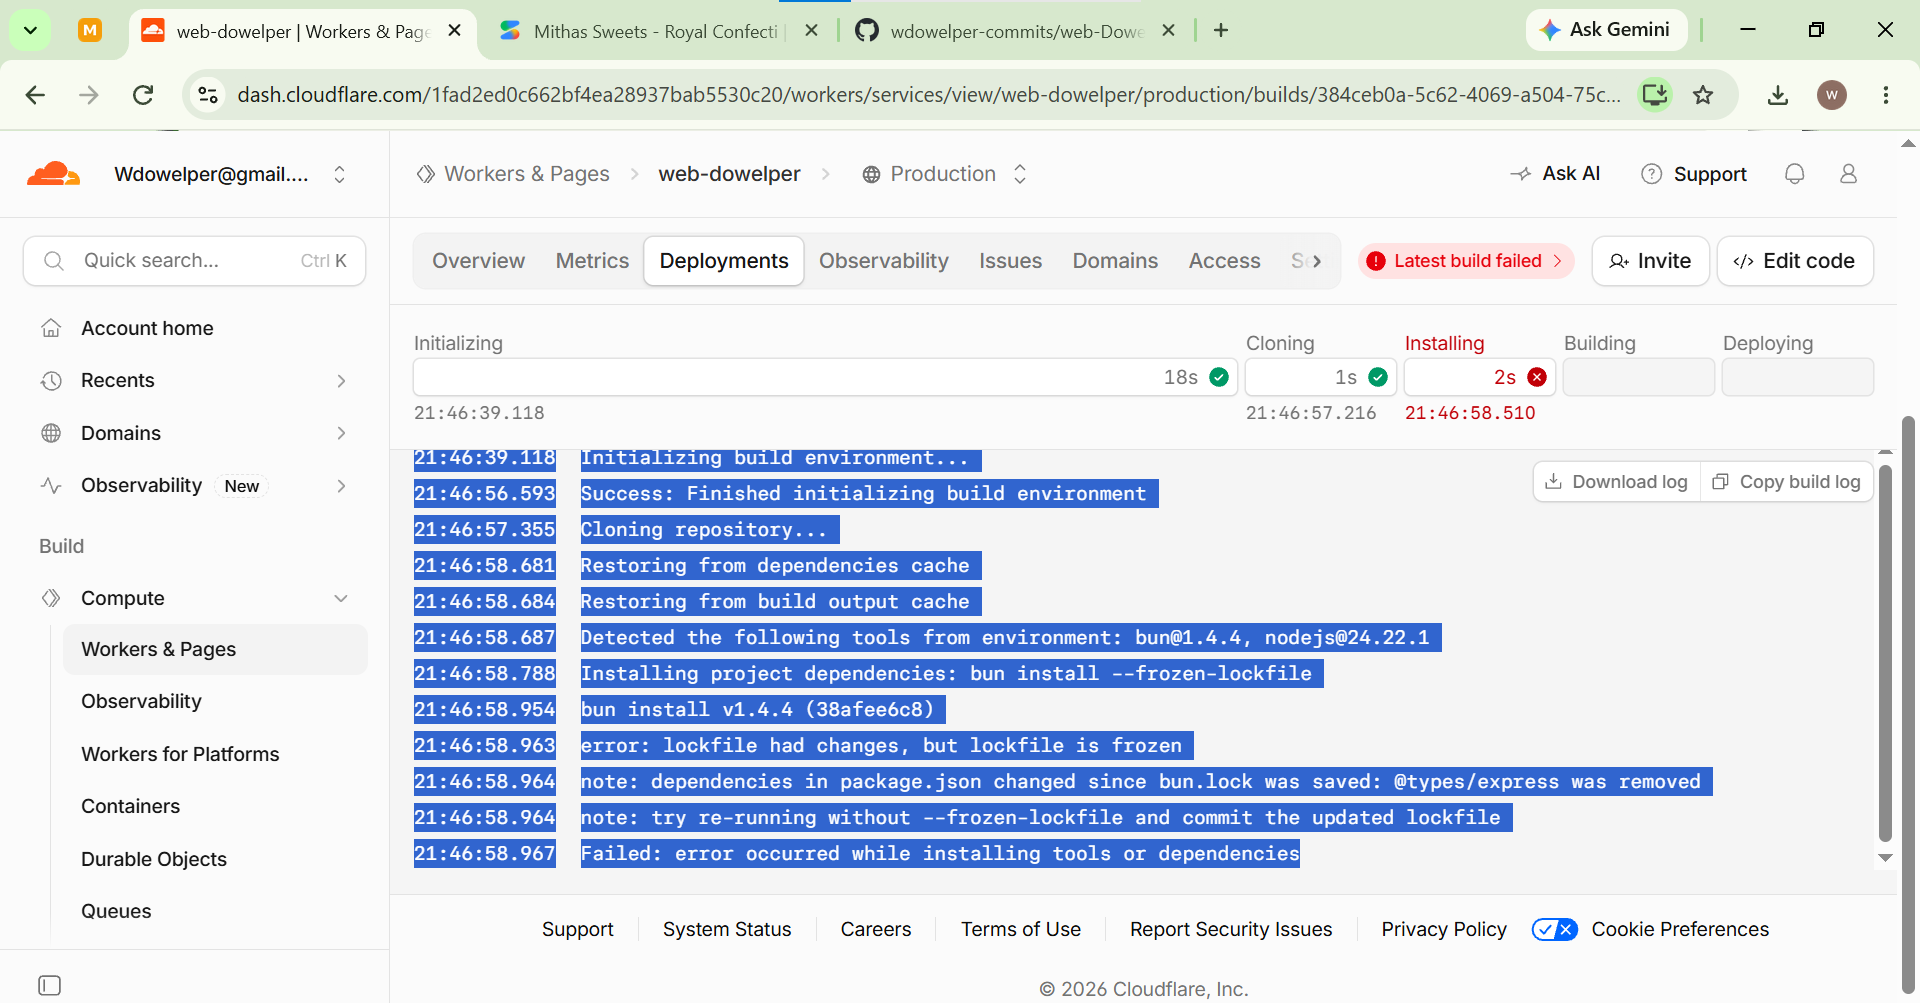 M
web-dowelper | Workers & Page
Mithas Sweets - Royal Confecti
wdowelper-commits/web-Dowe
Ask Gemini
dash.cloudflare.com/1fad2ed0c662bf4ea28937bab5530c20/workers/services/view/web-dowelper/production/builds/384ceb0a-5c62-4069-a504-75c...
W
Wdowelper@gmail....
Workers & Pages
web-dowelper
Production
Ask AI
Support
Quick search...
Ctrl K
Overview
Metrics
Deployments
Observability
Issues
Domains
Access
Latest build failed
Invite
Edit code
Account home
Recents
Domains
Observability
New
Build
Compute
Workers & Pages
Observability
Workers for Platforms
Containers
Durable Objects
Queues
Initializing
18s
21:46:39.118
Cloning
1s
21:46:57.216
Installing
2s
21:46:58.510
Building
Deploying
Download log
Copy build log
21:46:39.118 Initializing build environment...
21:46:56.593 Success: Finished initializing build environment
21:46:57.355 Cloning repository...
21:46:58.681 Restoring from dependencies cache
21:46:58.684 Restoring from build output cache
21:46:58.687 Detected the following tools from environment: bun@1.4.4, nodejs@24.22.1
21:46:58.788 Installing project dependencies: bun install --frozen-lockfile
21:46:58.954 bun install v1.4.4 (38afee6c8)
21:46:58.963 error: lockfile had changes, but lockfile is frozen
21:46:58.964 note: dependencies in package.json changed since bun.lock was saved: @types/express was removed
21:46:58.964 note: try re-running without --frozen-lockfile and commit the updated lockfile
21:46:58.967 Failed: error occurred while installing tools or dependencies
Support
System Status
Careers
Terms of Use
Report Security Issues
Privacy Policy
Cookie Preferences
© 2026 Cloudflare, Inc.